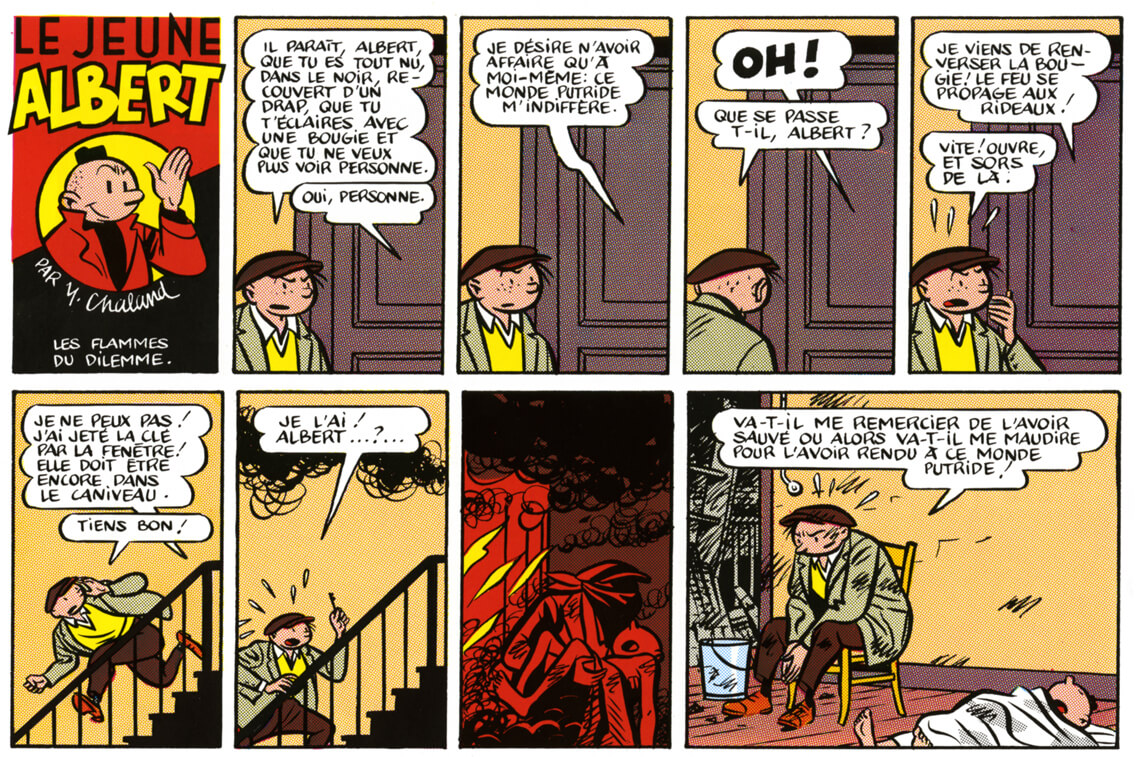 LE JEUNE
ALBERT
PAR Y. Chaland
LES FLAMMES
DU DILEMME.
IL PARAÎT, ALBERT,
QUE TU ES TOUT NU,
DANS LE NOIR, RE-
COUVERT D'UN
DRAP, QUE TU
T'ÉCLAIRES AVEC
UNE BOUGIE ET
QUE TU NE VEUX
PLUS VOIR PERSONNE.
OUI, PERSONNE.
JE DÉSIRE N'AVOIR
AFFAIRE QU'À
MOI-MÊME: CE
MONDE PUTRIDE
M'INDIFFÈRE.
OH!
QUE SE PASSE
T-IL, ALBERT?
JE VIENS DE REN-
VERSER LA BOU-
GIE! LE FEU SE
PROPAGE AUX
RIDEAUX!
VITE! OUVRE,
ET SORS
DE LÀ!
JE NE PEUX PAS!
J'AI JETÉ LA CLÉ
PAR LA FENÊTRE!
ELLE DOIT ÊTRE
ENCORE DANS
LE CANIVEAU.
TIENS BON!
JE L'AI!
ALBERT...?...
VA-T-IL ME REMERCIER DE L'AVOIR
SAUVÉ OU ALORS VA-T-IL ME MAUDIRE
POUR L'AVOIR RENDU À CE MONDE
PUTRIDE!